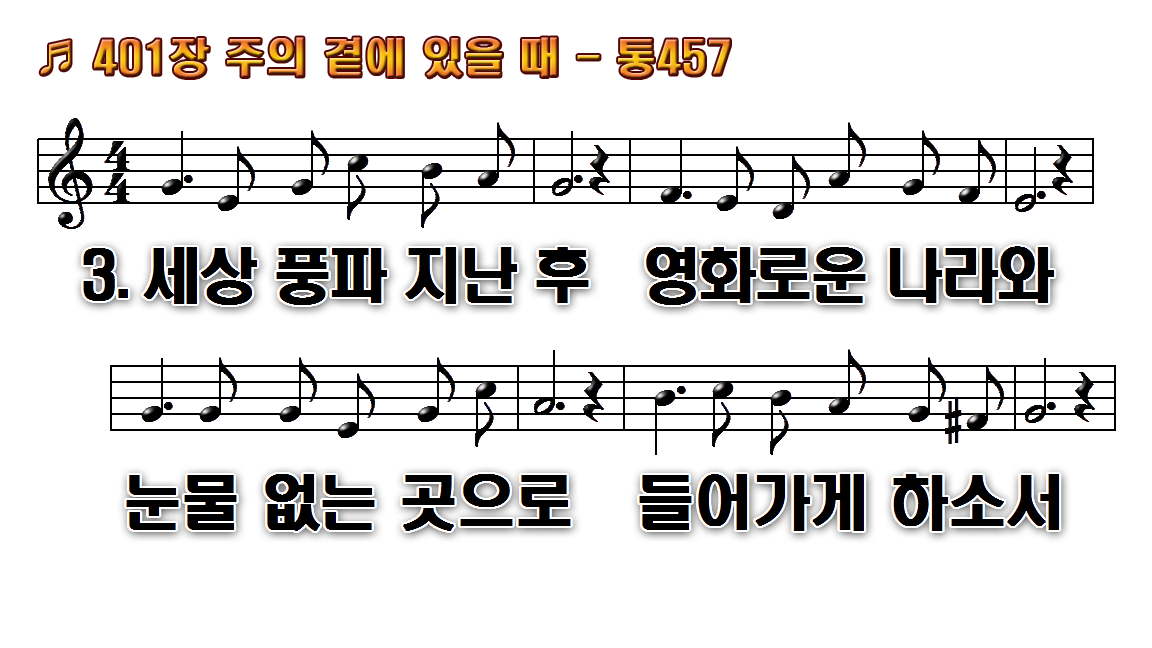 ♬ 401장 주의 곁에 있을 때 - 통457
3. 세상 풍파 지난 후 영화로운 나라와
눈물 없는 곳으로 들어가게 하소서